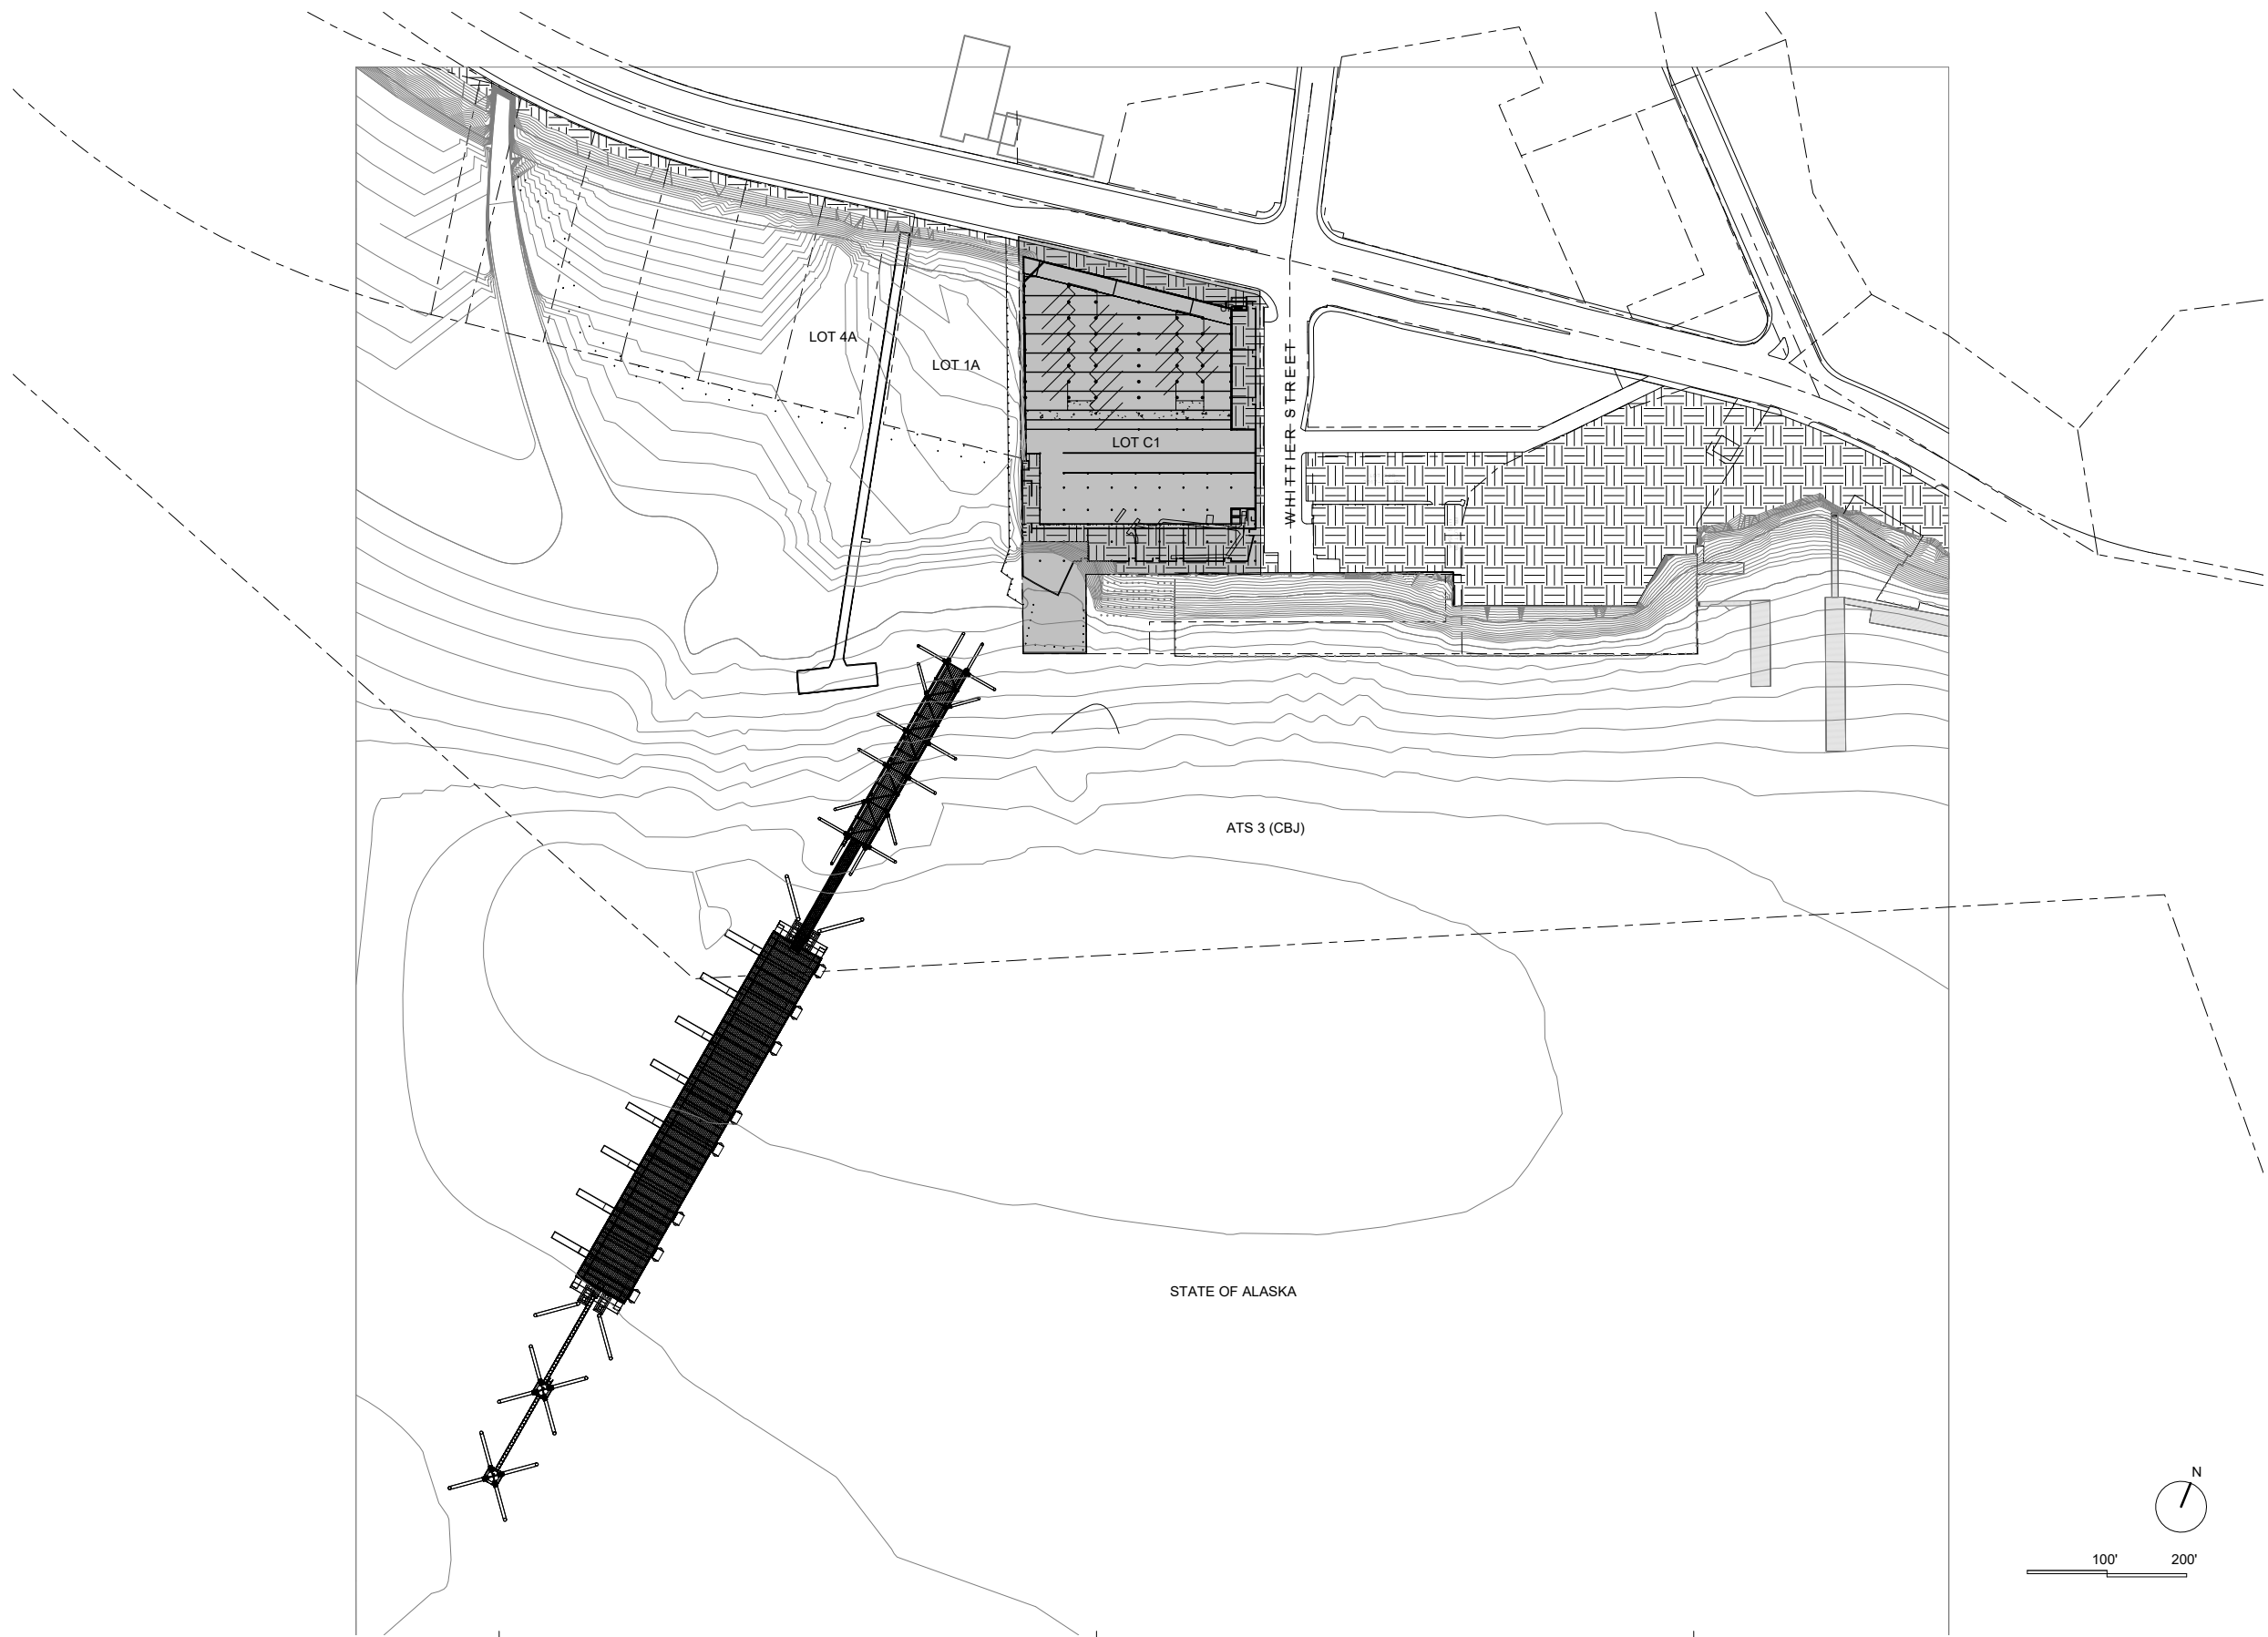 LOT 4A
LOT 1A
LOT C1
WHITTIER STREET
ATS 3 (CBJ)
STATE OF ALASKA
N
100' 200'